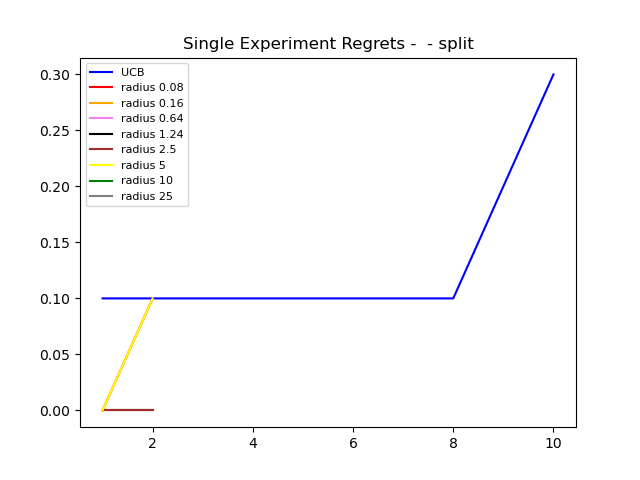 Single Experiment Regrets -  - split
UCB
radius 0.08
radius 0.16
radius 0.64
radius 1.24
radius 2.5
radius 5
radius 10
radius 25
0.30
0.25
0.20
0.15
0.10
0.05
0.00
2
4
6
8
10